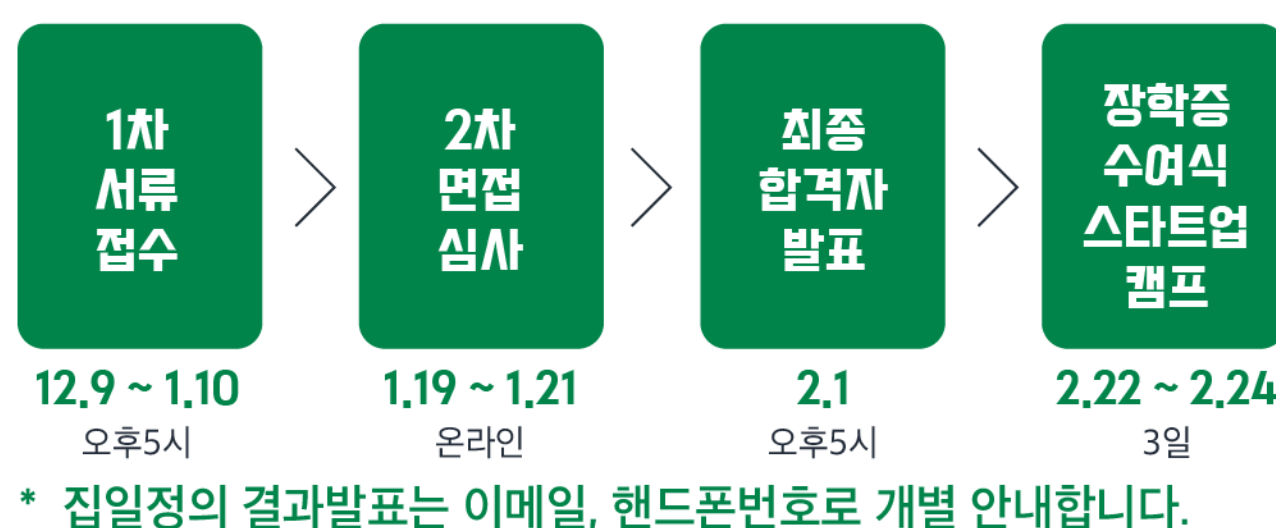 1차
서류
접수
2차
면접
심사
최종
합격자
발표
장학증
수여식
스타트업
캠프
12.9 ~ 1.10
오후5시
1.19 ~ 1.21
온라인
2.1
오후5시
2.22 ~ 2.24
3일
* 집일정의 결과발표는 이메일, 핸드폰번호로 개별 안내합니다.